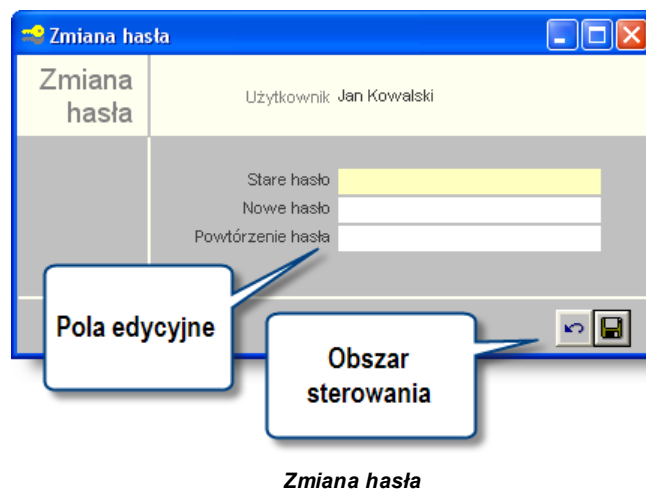 Zmiana hasła
Zmiana
hasła
Użytkownik Jan Kowalski
Stare hasło
Nowe hasło
Powtórzenie hasła
Pola edycyjne
Obszar
sterowania
Zmiana hasła